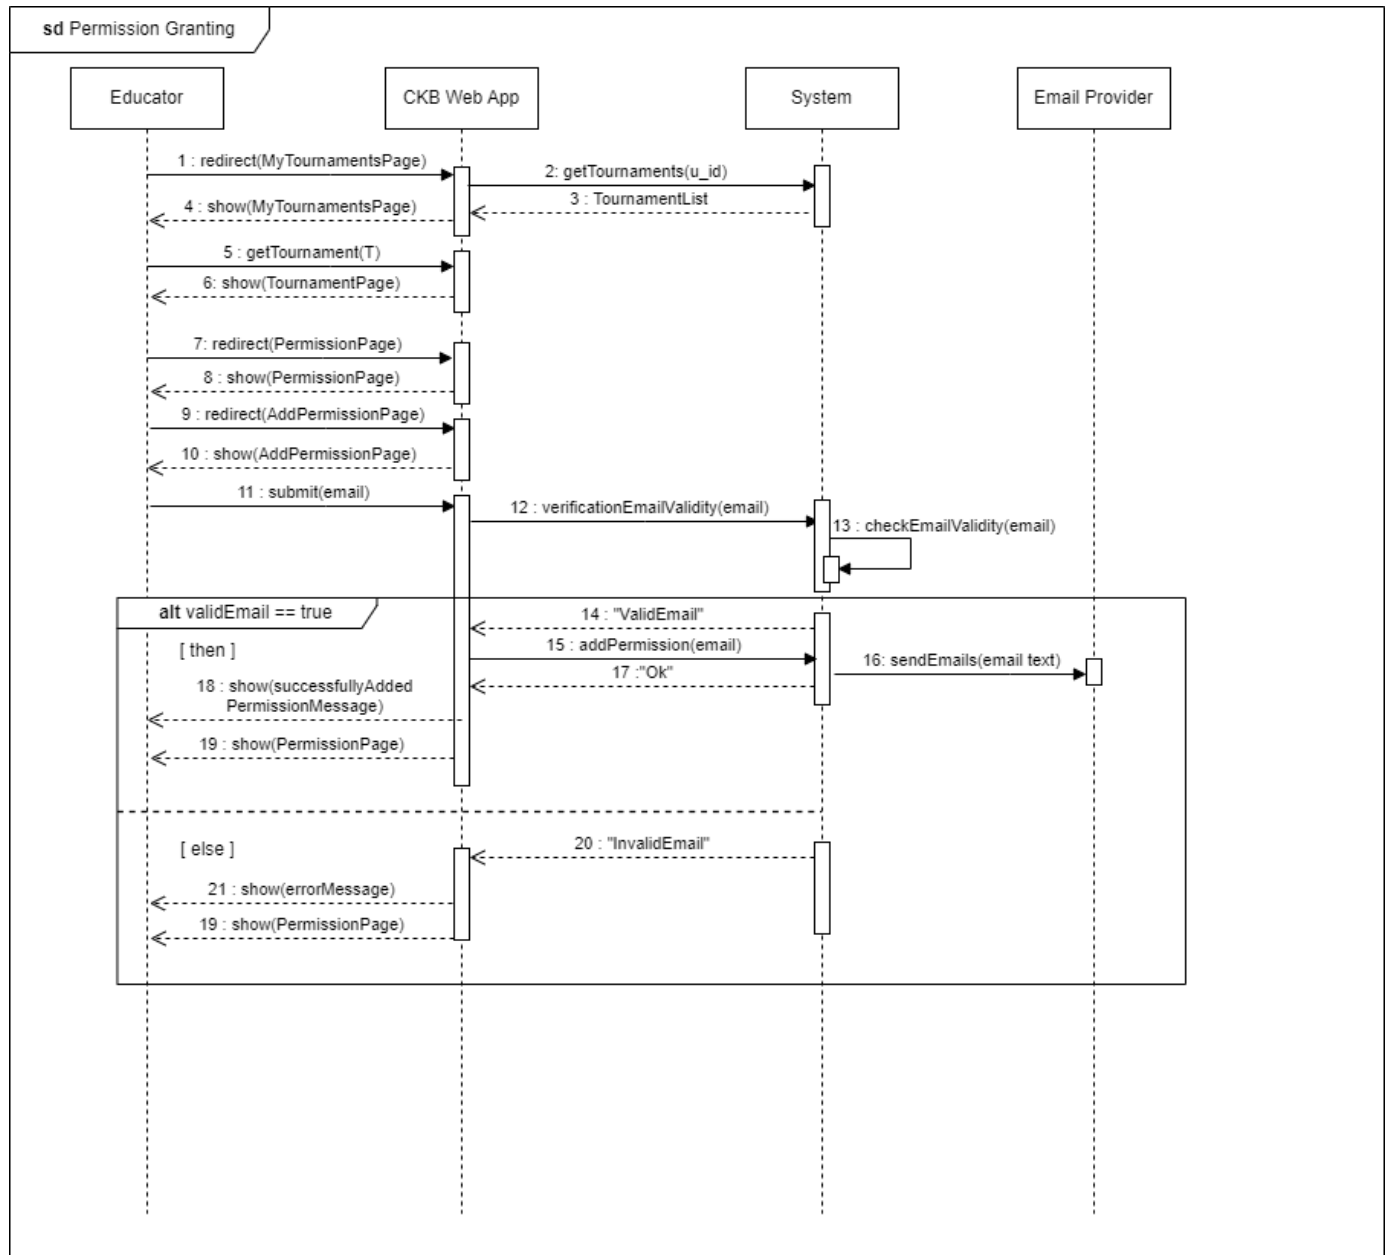 sd Permission Granting
Educator
CKB Web App
System
Email Provider
1 : redirect(MyTournamentsPage)
2: getTournaments(u_id)
3 : TournamentList
4 : show(MyTournamentsPage)
5 : getTournament(T)
6: show(TournamentPage)
7: redirect(PermissionPage)
8 : show(PermissionPage)
9 : redirect(AddPermissionPage)
10 : show(AddPermissionPage)
11 : submit(email)
12 : verificationEmailValidity(email)
13 : checkEmailValidity(email)
alt validEmail == true
14 : "ValidEmail"
[ then ]
15 : addPermission(email)
16: sendEmails(email text)
17 :"Ok"
18 : show(successfullyAdded
PermissionMessage)
19 : show(PermissionPage)
[ else ]
20 : "InvalidEmail"
21 : show(errorMessage)
19 : show(PermissionPage)